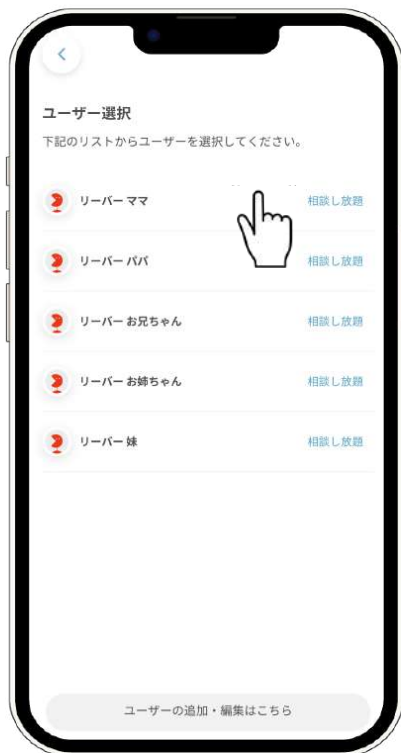 ユーザー選択
下記のリストからユーザーを選択してください。
リーバー ママ 相談し放題
リーバー パパ 相談し放題
リーバー お兄ちゃん 相談し放題
リーバー お姉ちゃん 相談し放題
リーバー 妹 相談し放題
ユーザーの追加・編集はこちら